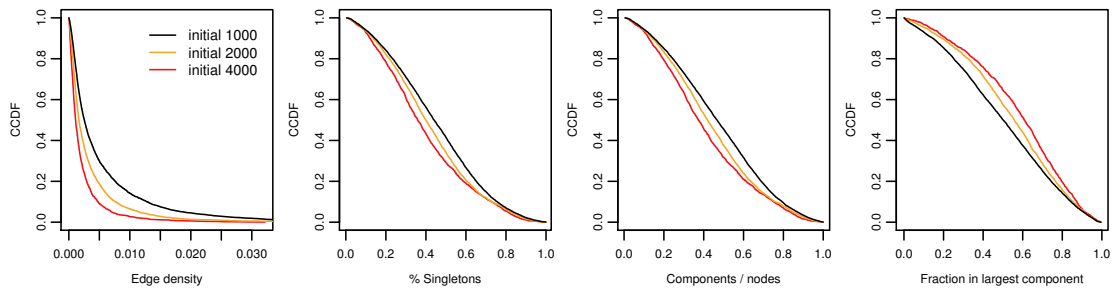 CCDF
1.0
0.8
0.6
0.4
0.2
0.0
initial 1000
initial 2000
initial 4000
0.000 0.010 0.020 0.030
Edge density
CCDF
1.0
0.8
0.6
0.4
0.2
0.0
0.0 0.2 0.4 0.6 0.8 1.0
% Singletons
CCDF
1.0
0.8
0.6
0.4
0.2
0.0
0.0 0.2 0.4 0.6 0.8 1.0
Components / nodes
CCDF
1.0
0.8
0.6
0.4
0.2
0.0
0.0 0.2 0.4 0.6 0.8 1.0
Fraction in largest component